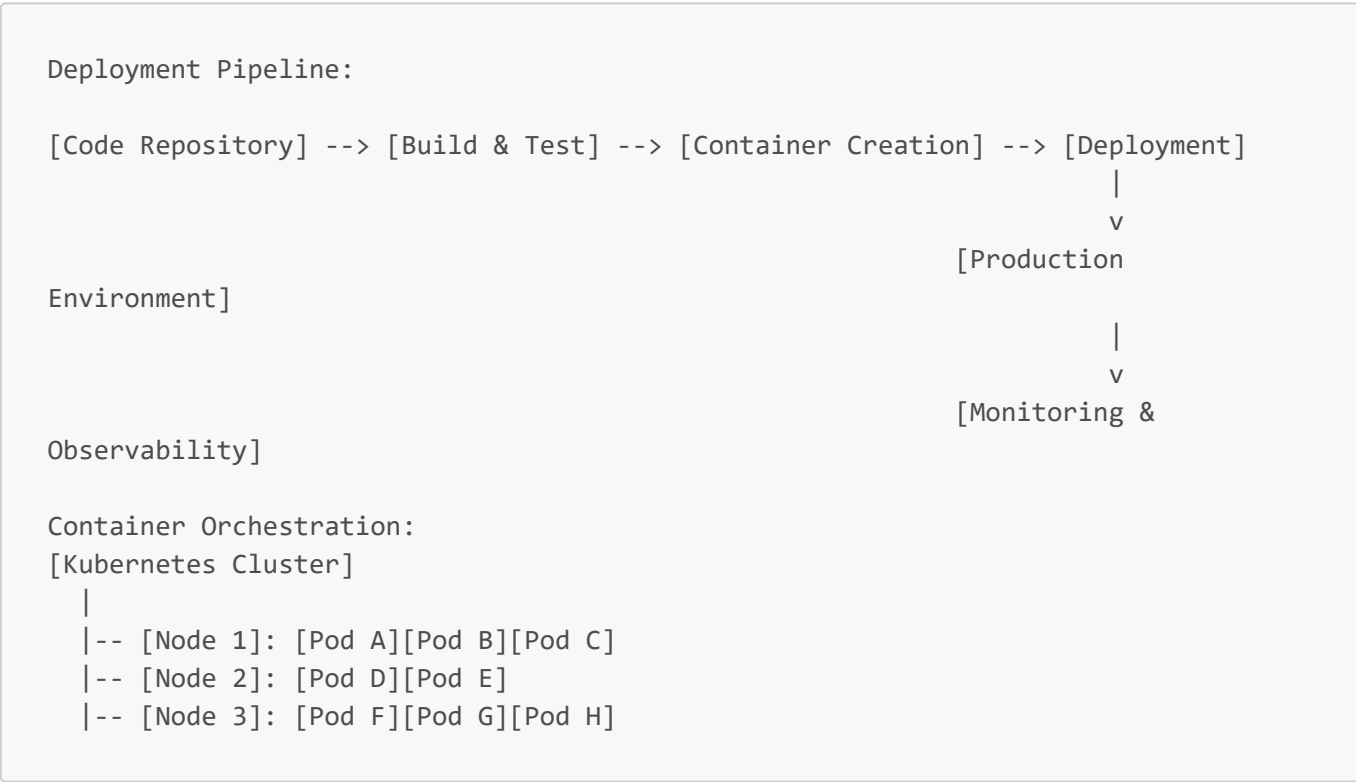 Deployment Pipeline:
[Code Repository] --> [Build & Test] --> [Container Creation] --> [Deployment]
|
v
[Production
Environment]
|
v
[Monitoring &
Observability]
Container Orchestration:
[Kubernetes Cluster]
|
|-- [Node 1]: [Pod A][Pod B][Pod C]
|-- [Node 2]: [Pod D][Pod E]
|-- [Node 3]: [Pod F][Pod G][Pod H]